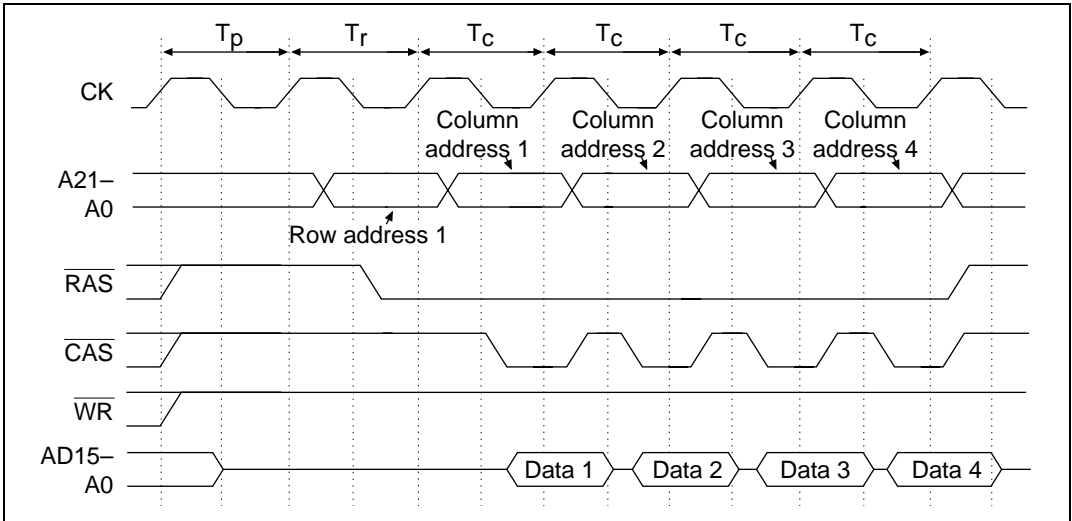 Tp Tr Tc Tc Tc Tc
CK
Column address 1
Column address 2
Column address 3
Column address 4
A21–
A0
Row address 1
RAS
CAS
WR
AD15–
A0
Data 1 Data 2 Data 3 Data 4